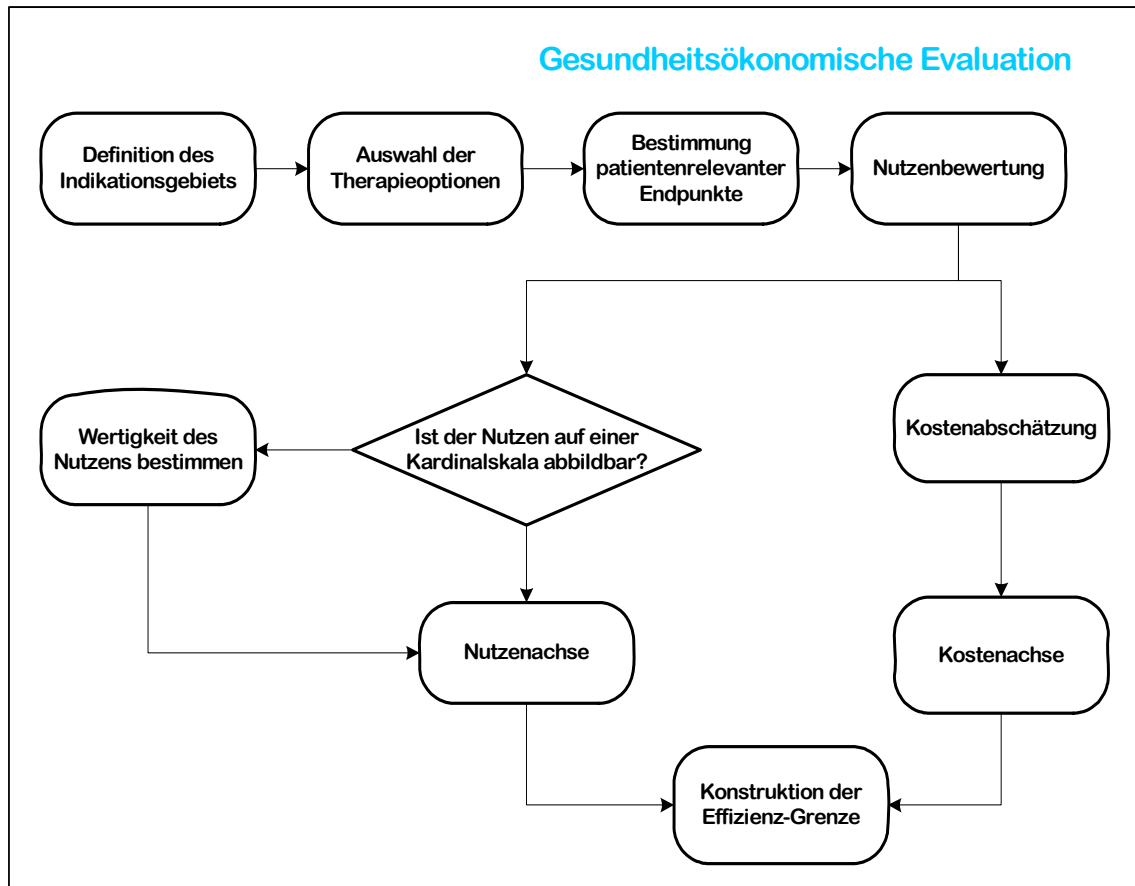 Gesundheitsökonomische Evaluation
Definition des
Indikationsgebiets
Auswahl der
Therapieoptionen
Bestimmung
patientenrelevanter
Endpunkte
Nutzenbewertung
Wertigkeit des
Nutzens bestimmen
Ist der Nutzen auf einer
Kardinalskala abbildbar?
Kostenabschätzung
Nutzenachse
Kostenachse
Konstruktion der
Effizienz-Grenze